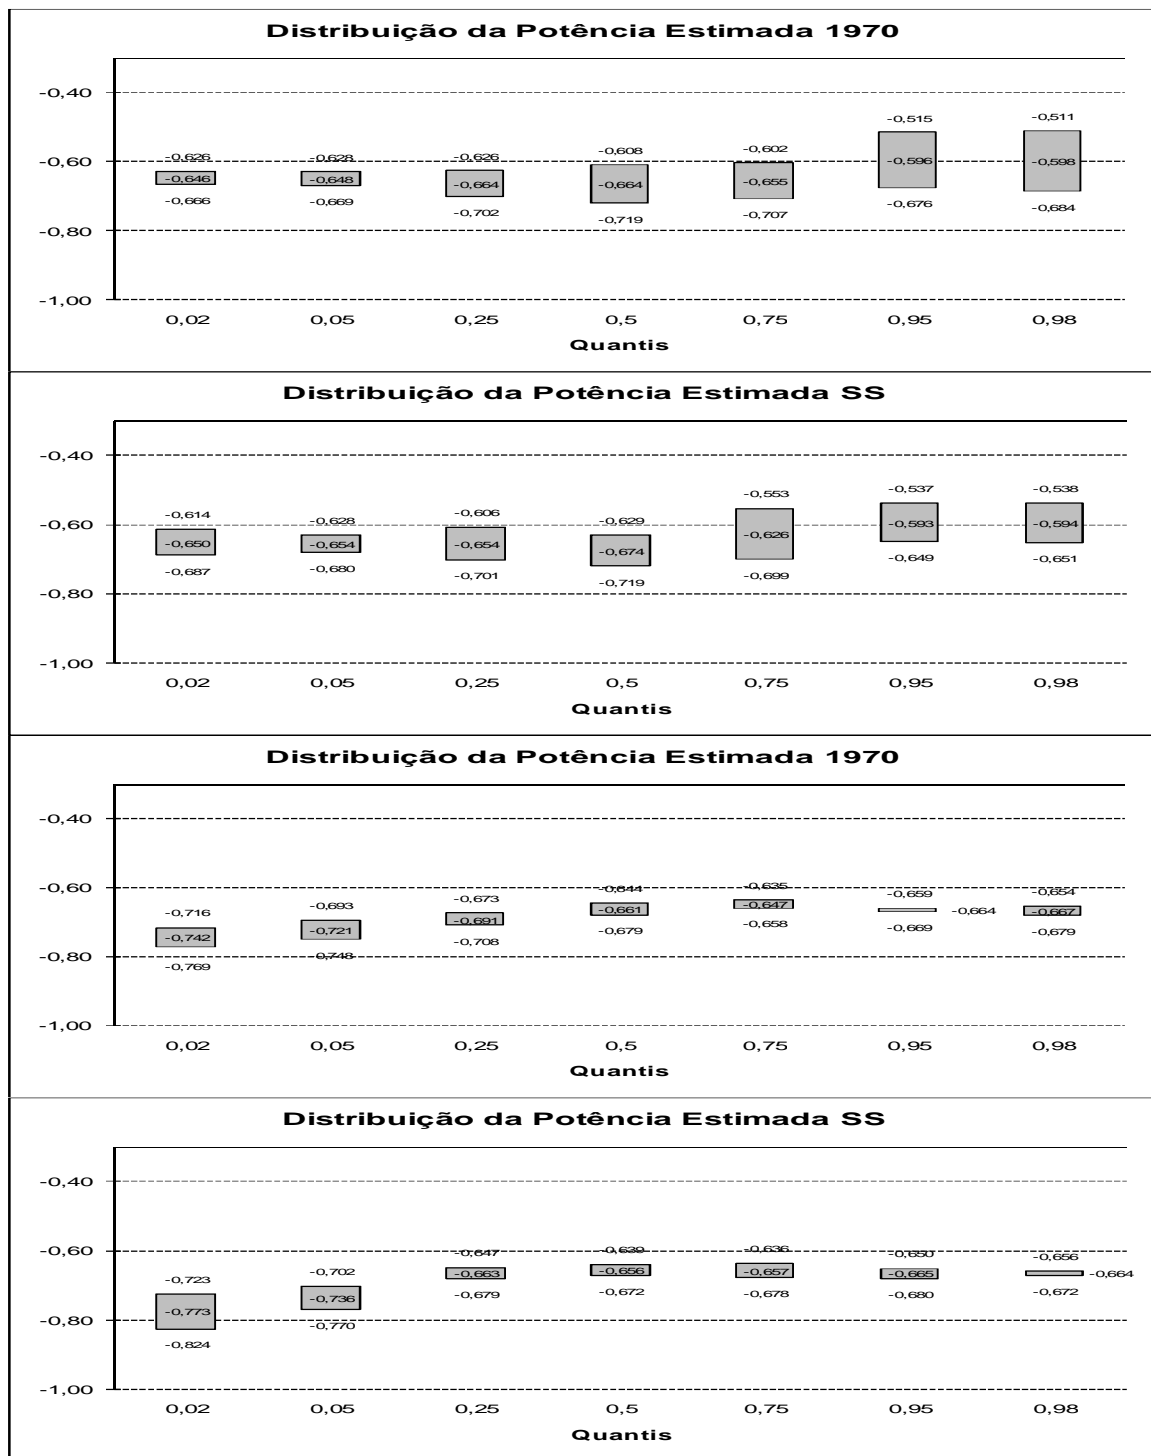 Distribuição da Potência Estimada 1970
-0,515 -0,511
-0,40
-0,626 -0,628 -0,626 -0,608 -0,602
-0,60
-0,646 -0,648 -0,664 -0,664 -0,655 -0,596 -0,598
-0,666 -0,669 -0,702 -0,719 -0,707 -0,676 -0,684
-0,80
-1,00
0,02 0,05 0,25 0,5 0,75 0,95 0,98
Quantis
Distribuição da Potência Estimada SS
-0,40
-0,614 -0,628 -0,606 -0,629 -0,553 -0,537 -0,538
-0,60
-0,650 -0,654 -0,654 -0,674 -0,626 -0,593 -0,594
-0,687 -0,680 -0,701 -0,719 -0,699 -0,649 -0,651
-0,80
-1,00
0,02 0,05 0,25 0,5 0,75 0,95 0,98
Quantis
Distribuição da Potência Estimada 1970
-0,40
-0,60
-0,716 -0,693 -0,673 -0,644 -0,635 -0,659 -0,654
-0,742 -0,721 -0,691 -0,661 -0,647 -0,664 -0,667
-0,769 -0,748 -0,708 -0,679 -0,658 -0,669 -0,679
-0,80
-1,00
0,02 0,05 0,25 0,5 0,75 0,95 0,98
Quantis
Distribuição da Potência Estimada SS
-0,40
-0,60
-0,723 -0,702 -0,647 -0,639 -0,636 -0,650 -0,656
-0,773 -0,736 -0,663 -0,656 -0,657 -0,665 -0,664
-0,824 -0,770 -0,679 -0,672 -0,678 -0,680 -0,672
-0,80
-1,00
0,02 0,05 0,25 0,5 0,75 0,95 0,98
Quantis